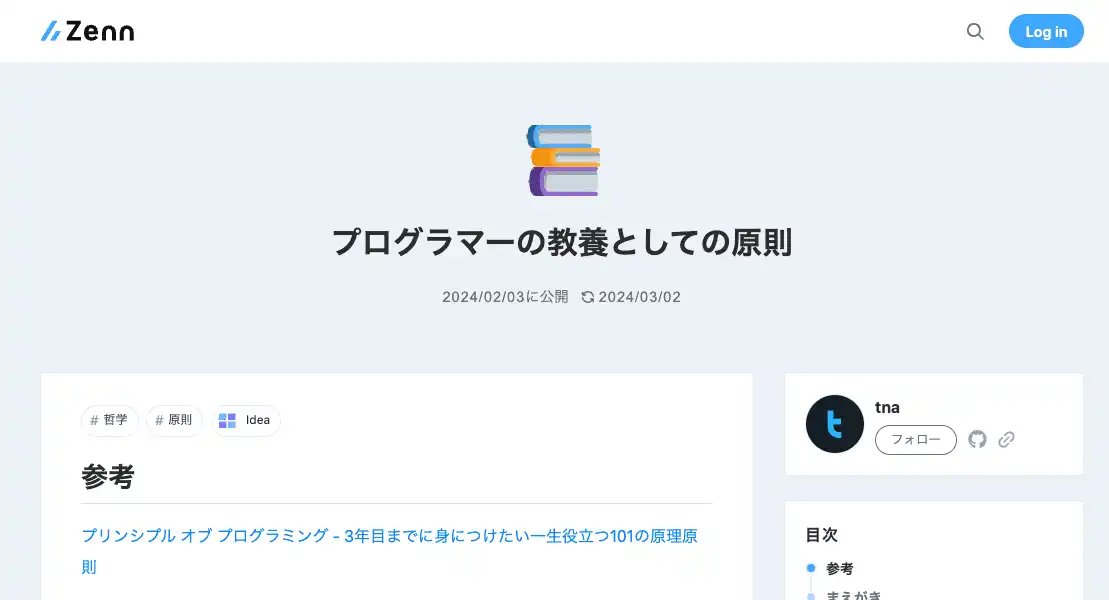 Zenn
Log in
プログラマーの教養としての原則
2024/02/03に公開 2024/03/02
# 哲学 # 原則 Idea
参考
プリンシプル オブ プログラミング - 3年目までに身につけたい一生役立つ101の原理原
則
tna
フォロー
目次
参考
まえがき